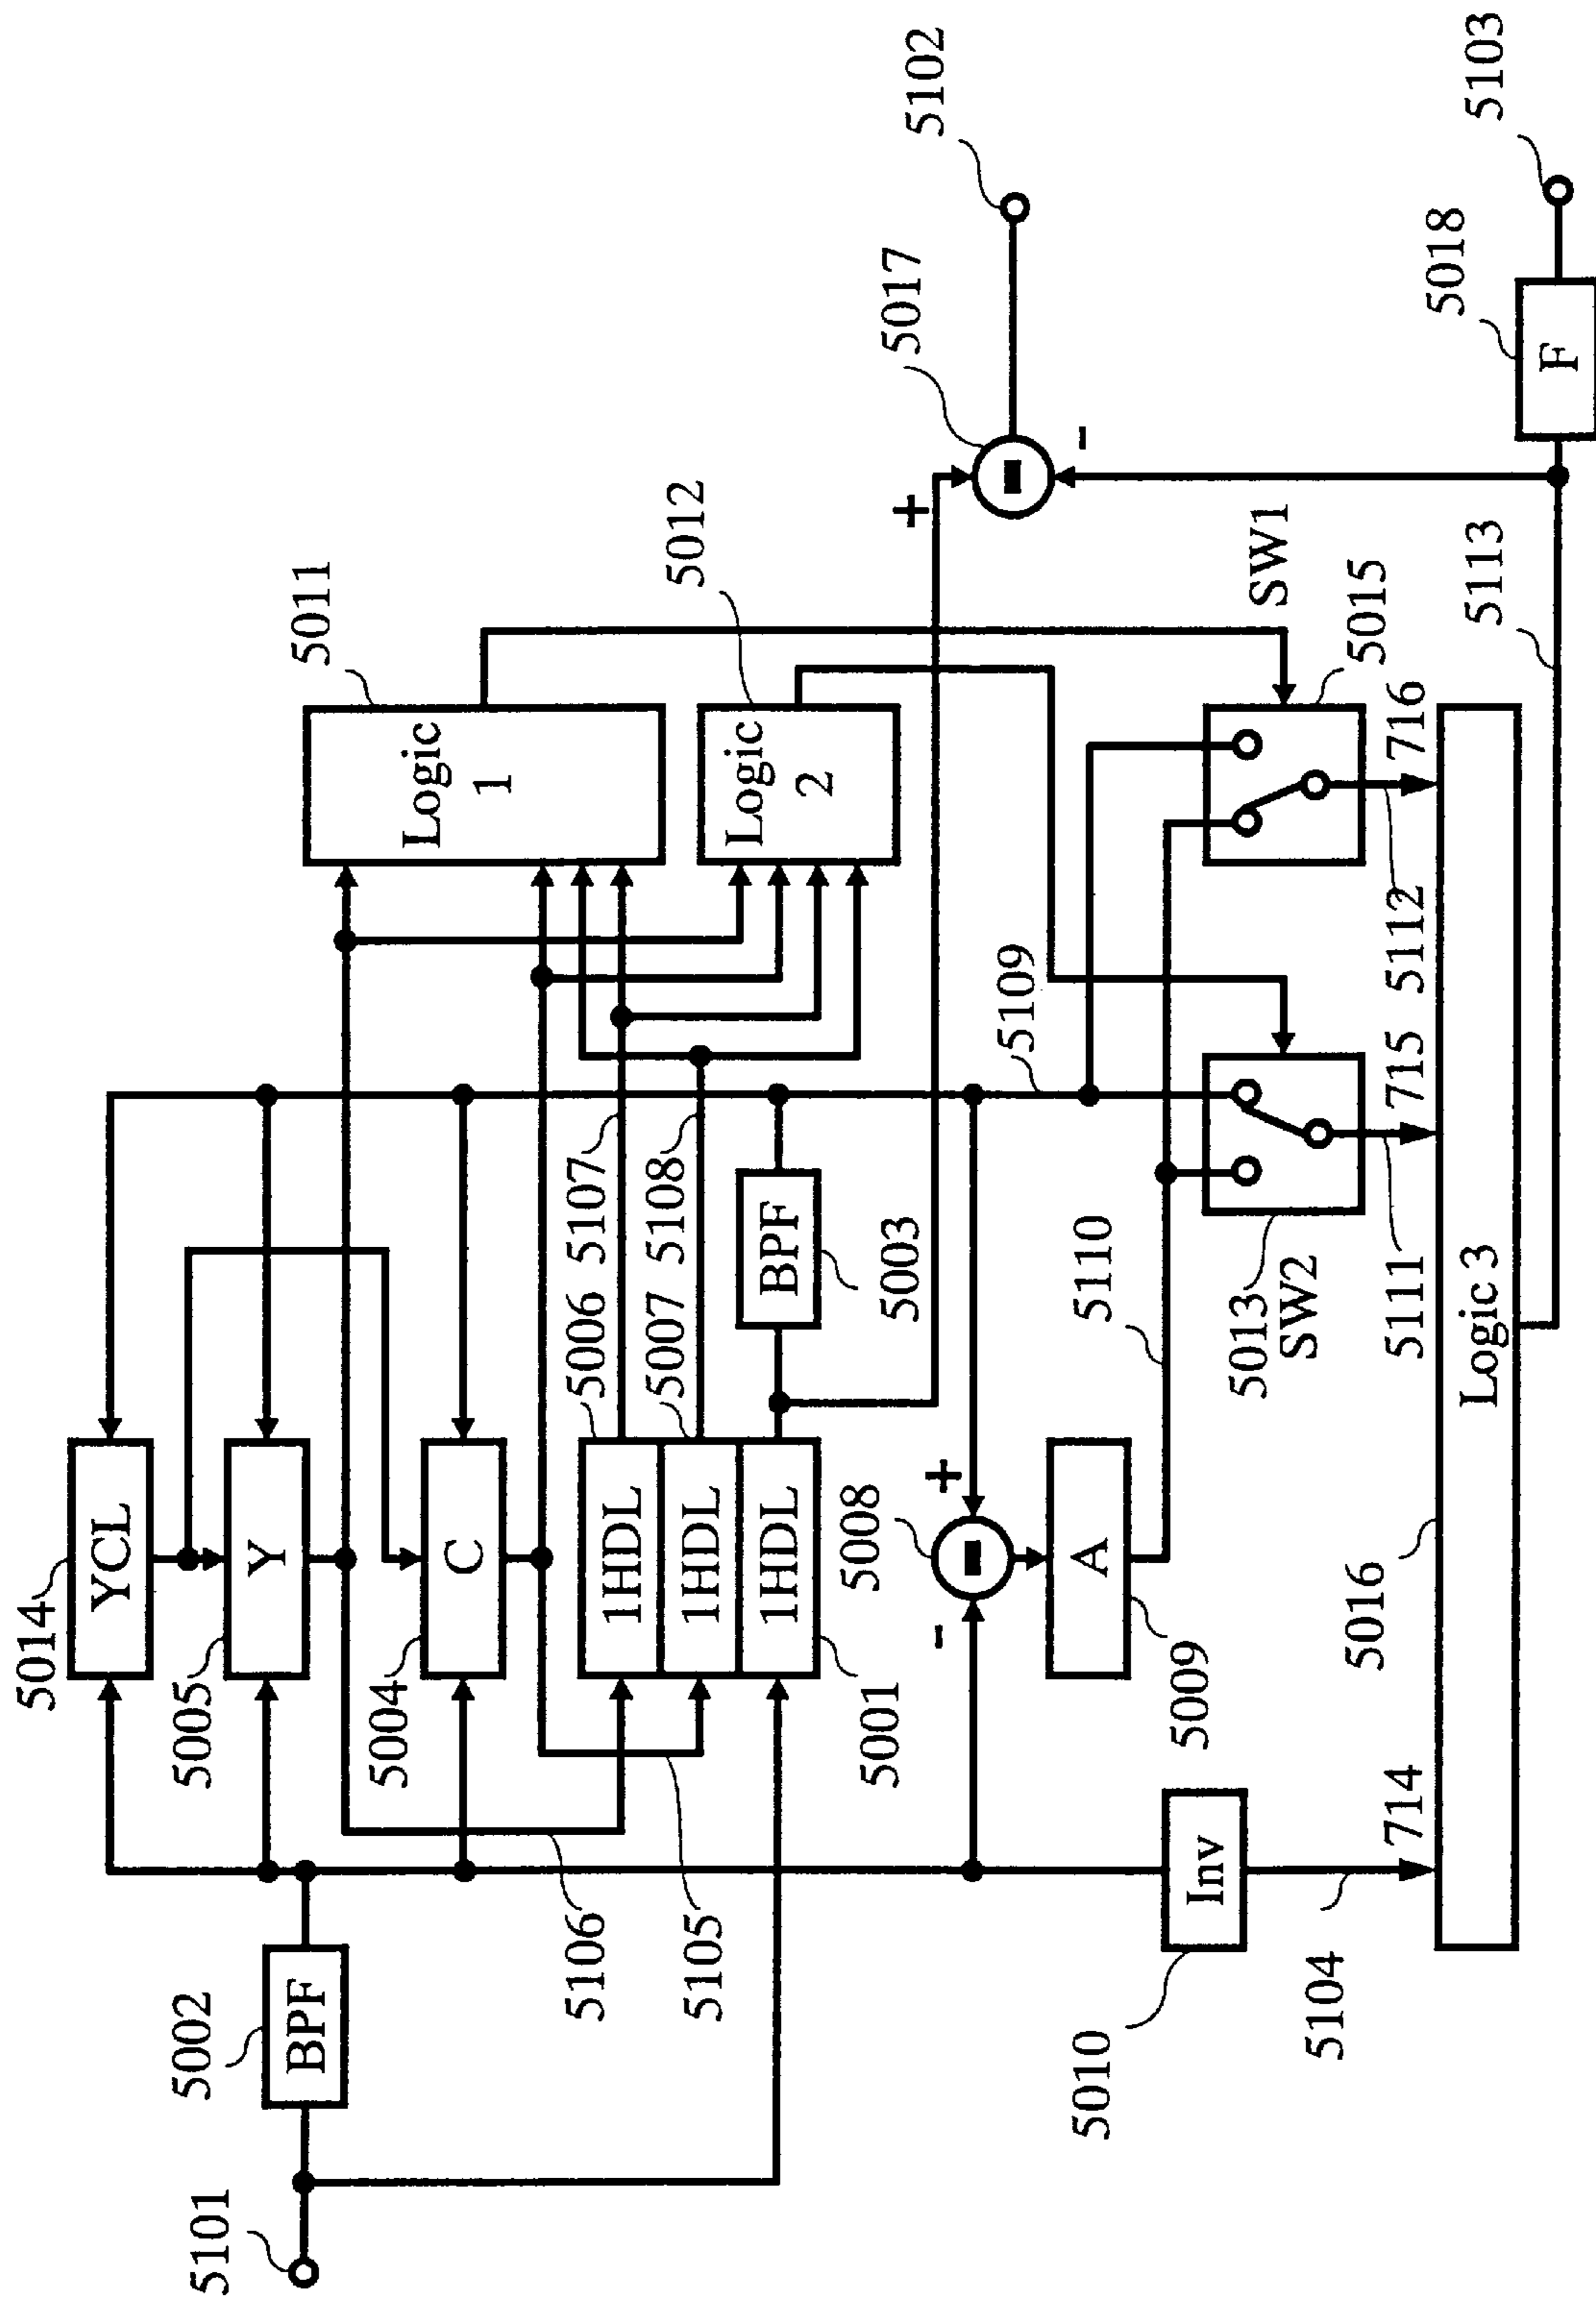 5101
5002
BPF
5014
YCL
5005
Y
5004
C
5106
5105
1HDL
1HDL
1HDL
5006
5107
5007
5108
5001
BPF
5003
5011
Logic
1
5012
Logic
2
5008
+
-
A
5009
5109
5110
5010
Inv
5104
714
5013
SW2
5111
715
SW1
5015
5112
716
5016
Logic 3
5113
+
-
5017
5102
5018
F
5103